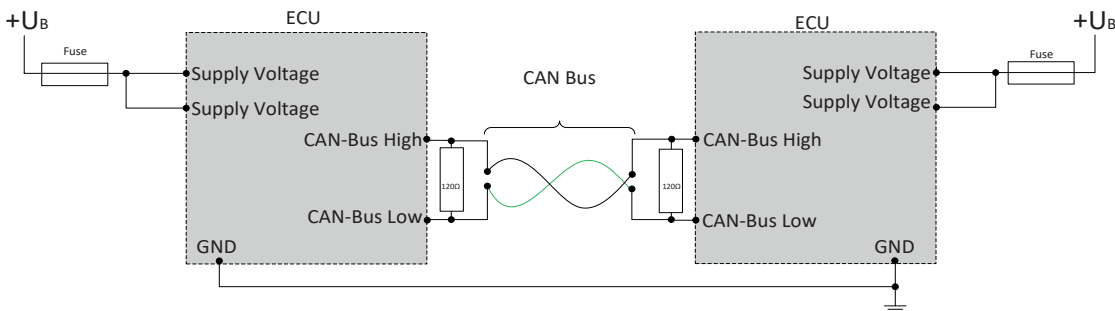 ECU
ECU
+UB
+UB
Fuse
Fuse
Supply Voltage
Supply Voltage
Supply Voltage
Supply Voltage
CAN Bus
CAN-Bus High
120Ω
120Ω
CAN-Bus High
CAN-Bus Low
CAN-Bus Low
GND
GND